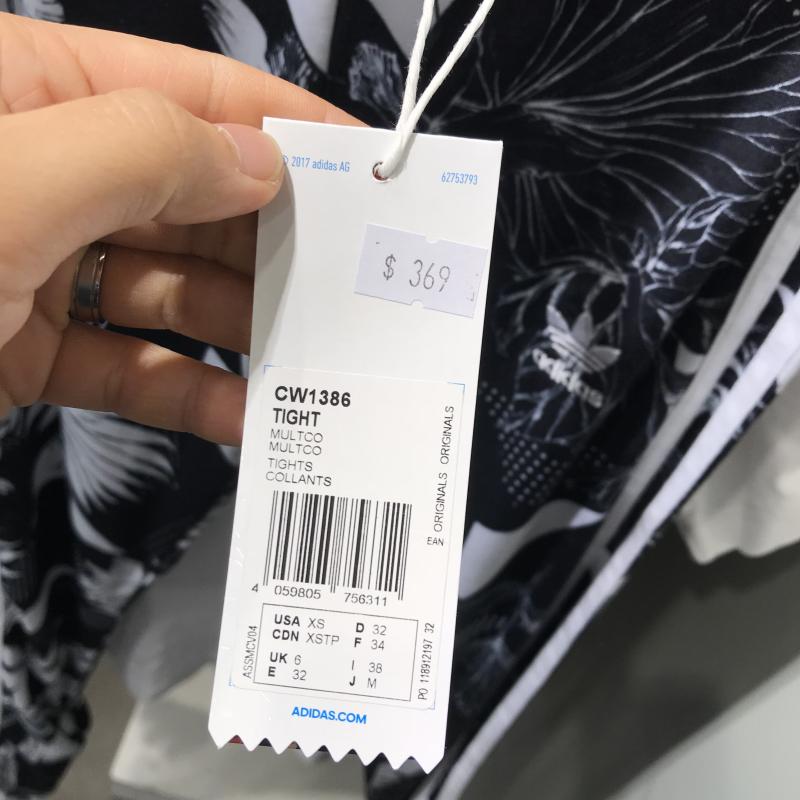 © 2017 adidas AG
62753793
$ 369
CW1386
TIGHT
MULTCO
MULTCO
TIGHTS
COLLANTS
EAN ORIGINALS ORIGINALS
4 059805 756311
ASSMCV04
USA XS D 32
CDN XSTP F 34
UK 6 I 38
E 32 J M
PO 118912197 32
ADIDAS.COM
adidas